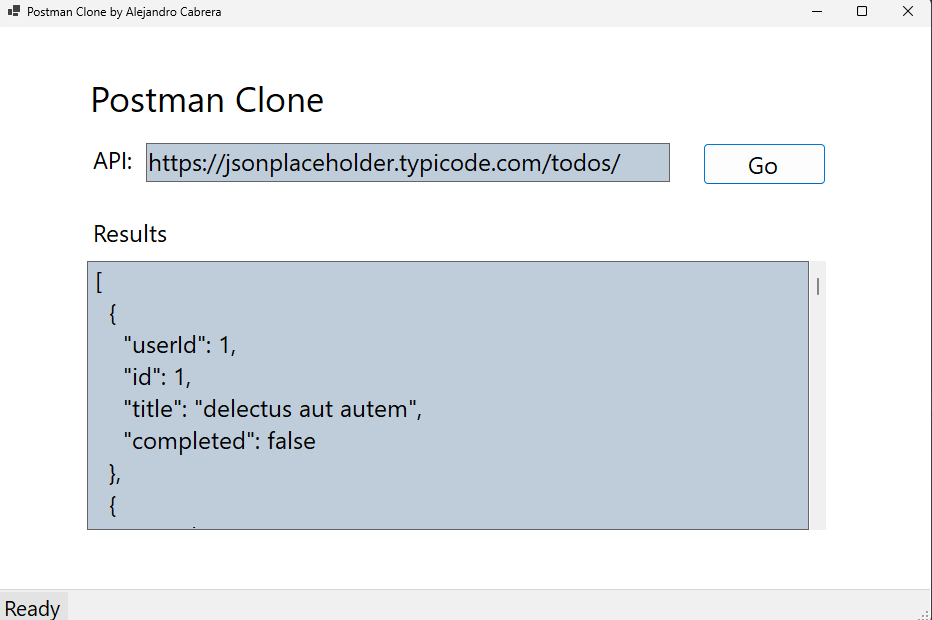 Postman Clone by Alejandro Cabrera
Postman Clone
API: https://jsonplaceholder.typicode.com/todos/ Go
Results
[
{
"userId": 1,
"id": 1,
"title": "delectus aut autem",
"completed": false
},
{
Ready